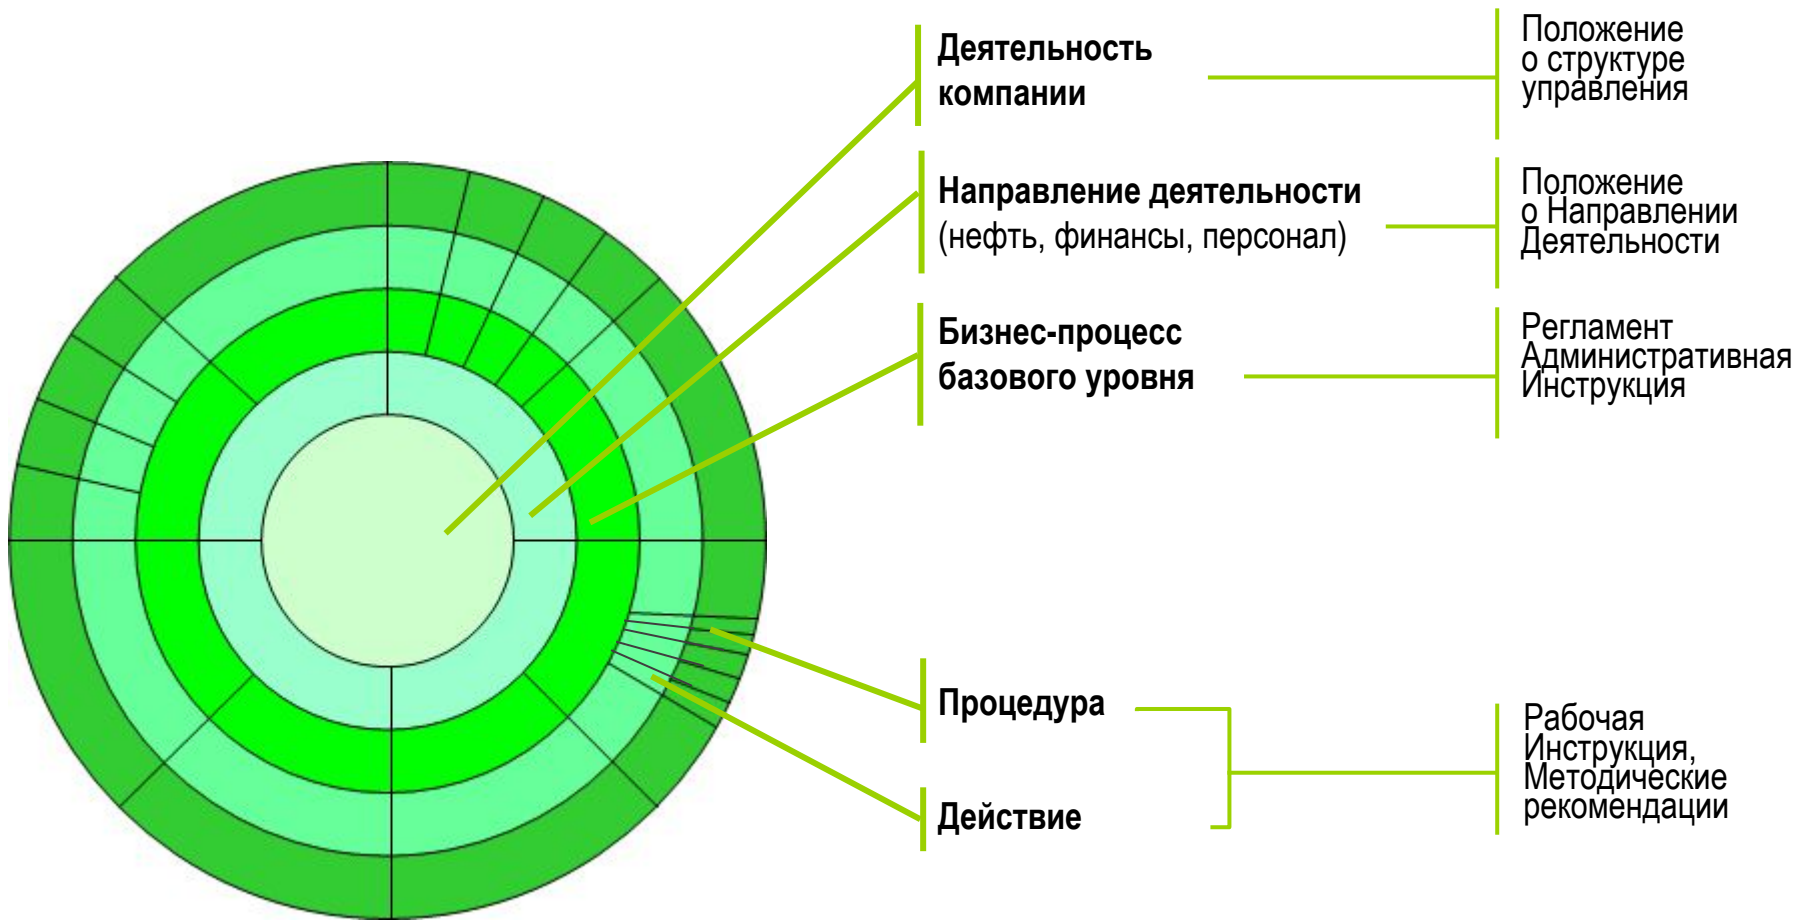 Деятельность
компании
Положение
о структуре
управления
Направление деятельности
(нефть, финансы, персонал)
Положение
о Направлении
Деятельности
Бизнес-процесс
базового уровня
Регламент
Административная
Инструкция
Процедура
Действие
Рабочая
Инструкция,
Методические
рекомендации